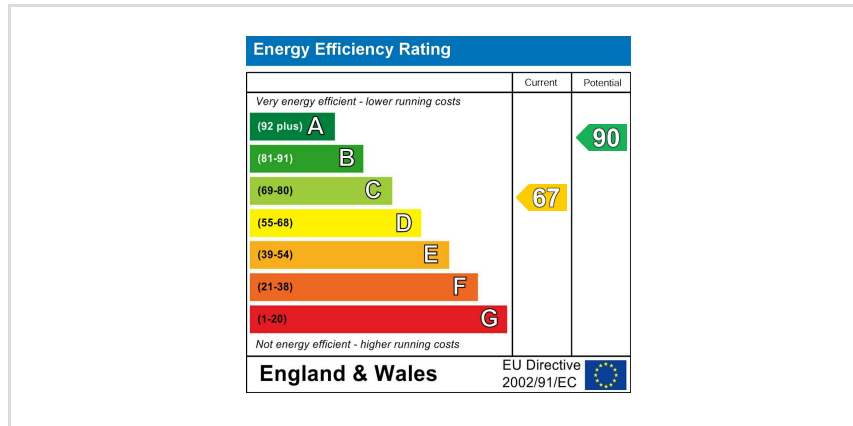 Energy Efficiency Rating
Current Potential
Very energy efficient - lower running costs
(92 plus) A
(81-91) B
(69-80) C
(55-68) D
(39-54) E
(21-38) F
(1-20) G
67
90
Not energy efficient - higher running costs
England & Wales
EU Directive
2002/91/EC